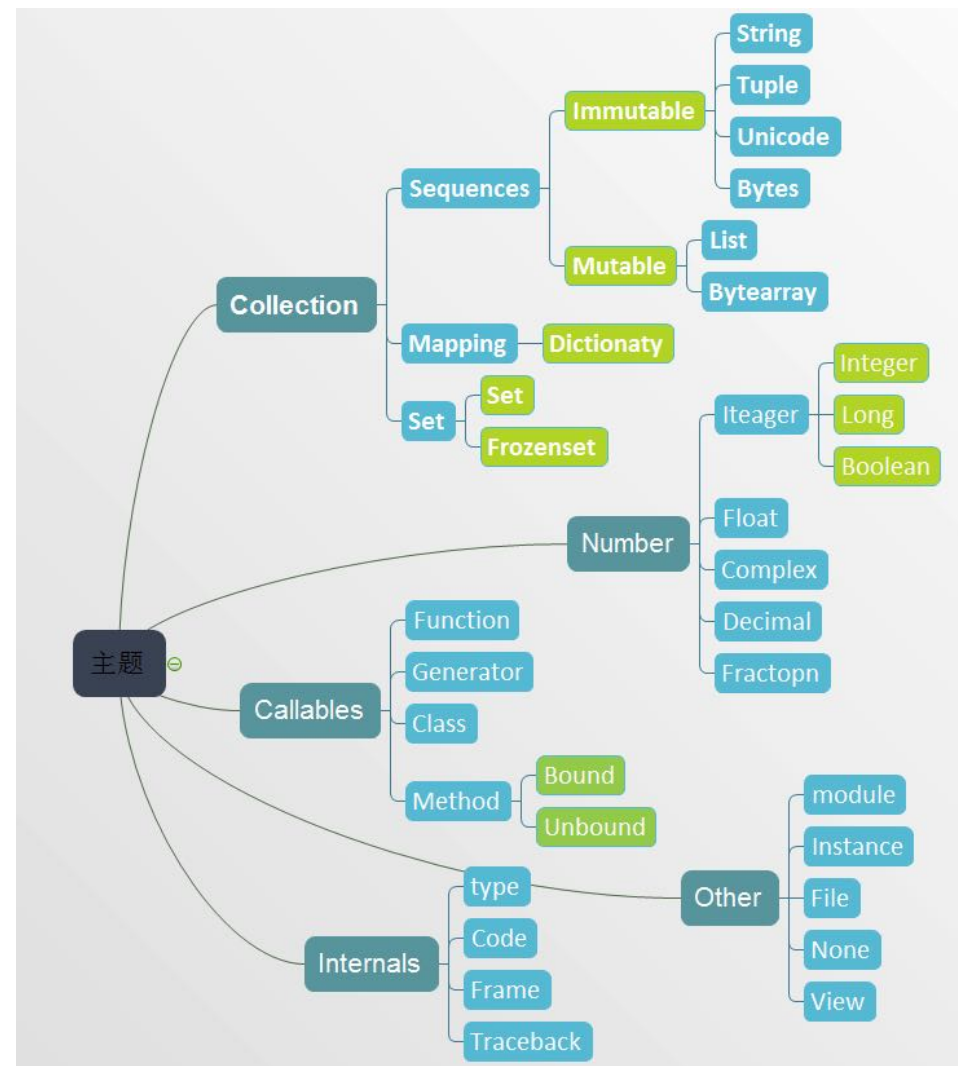 主题
Collection
Sequences
Immutable
String
Tuple
Unicode
Bytes
Mutable
List
Bytearray
Mapping
Dictionaty
Set
Set
Frozenset
Number
Iteager
Integer
Long
Boolean
Float
Complex
Decimal
Fractopn
Callables
Function
Generator
Class
Method
Bound
Unbound
Other
module
Instance
File
None
View
Internals
type
Code
Frame
Traceback